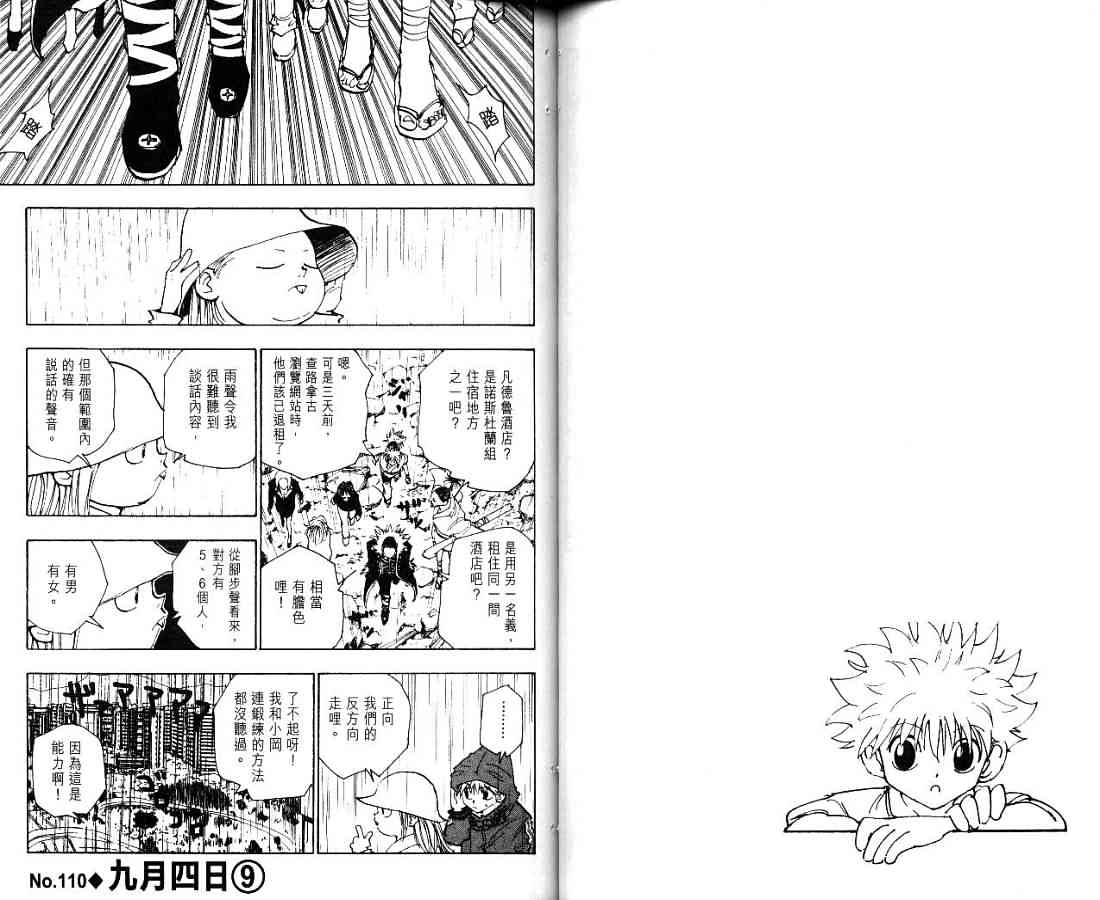 踏
踏
凡德魯酒店?
是諾斯杜蘭組
住宿地方
之一吧?
嗯。
可是三天前,
查路拿古
瀏覽網站時,
他們該已退租了。
是用另一名義,
租住同一間
酒店吧?
相當
有膽色
哩!
雨聲令我
很難聽到
談話內容,
但那個範圍內
的確有
説話的聲音。
從腳步聲看來,
對方有
5、6個人,
有男
有女。
………
正向
我們的
反方向
走哩。
了不起呀!
我和小岡
連鍛練的方法
都沒聽過。
因為這是
能力啊!
ザァァァァ
No.110◆九月四日⑨